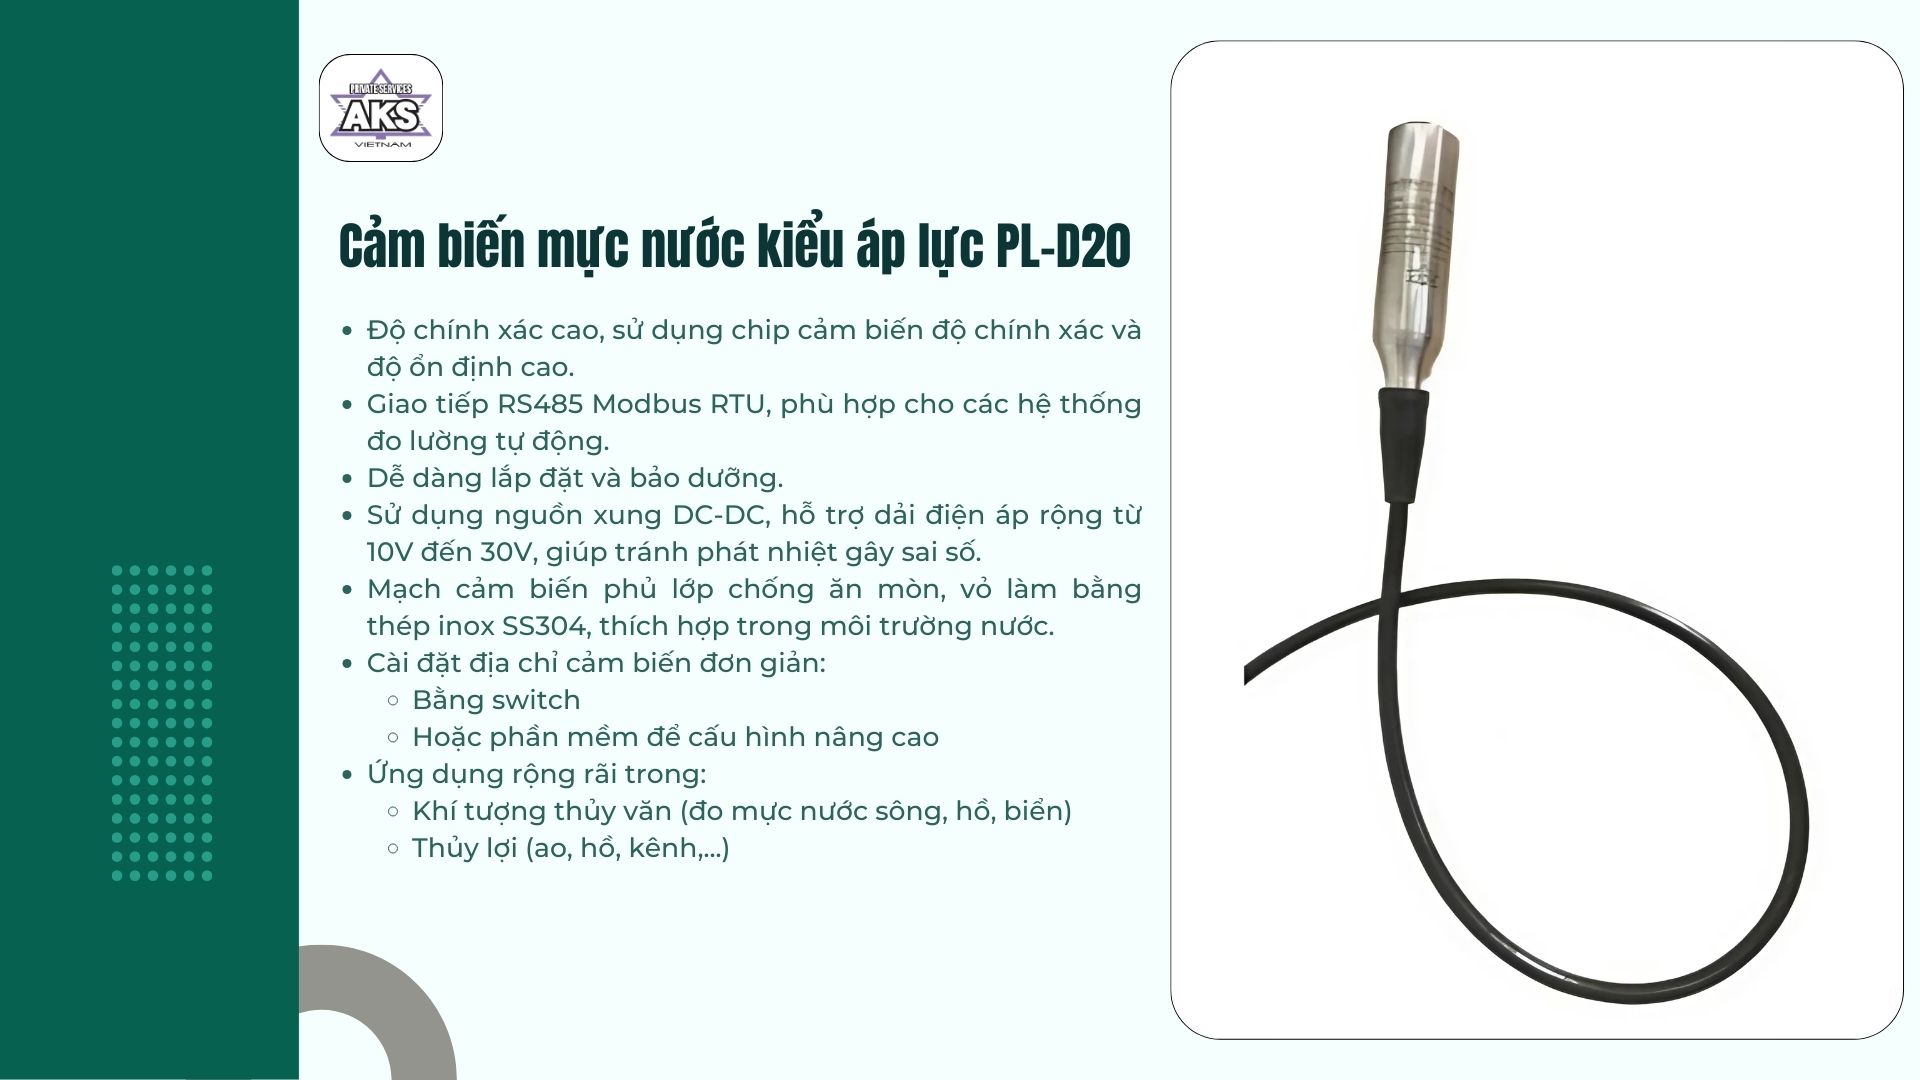 PRIVATE SERVICES
AKS
VIETNAM
Cảm biến mực nước kiểu áp lực PL-D20
Độ chính xác cao, sử dụng chip cảm biến độ chính xác và
độ ổn định cao.
Giao tiếp RS485 Modbus RTU, phù hợp cho các hệ thống
đo lường tự động.
Dễ dàng lắp đặt và bảo dưỡng.
Sử dụng nguồn xung DC-DC, hỗ trợ dải điện áp rộng từ
10V đến 30V, giúp tránh phát nhiệt gây sai số.
Mạch cảm biến phủ lớp chống ăn mòn, vỏ làm bằng
thép inox SS304, thích hợp trong môi trường nước.
Cài đặt địa chỉ cảm biến đơn giản:
Bằng switch
Hoặc phần mềm để cấu hình nâng cao
Ứng dụng rộng rãi trong:
Khí tượng thủy văn (đo mực nước sông, hồ, biển)
Thủy lợi (ao, hồ, kênh,...)